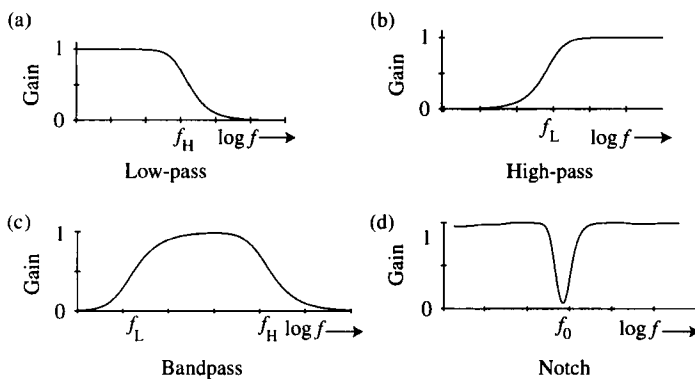 (a)
1
Gain
0
f_H log f
Low-pass
(b)
1
Gain
0
f_L log f
High-pass
(c)
1
Gain
0
f_L f_H log f
Bandpass
(d)
1
Gain
0
f_0 log f
Notch